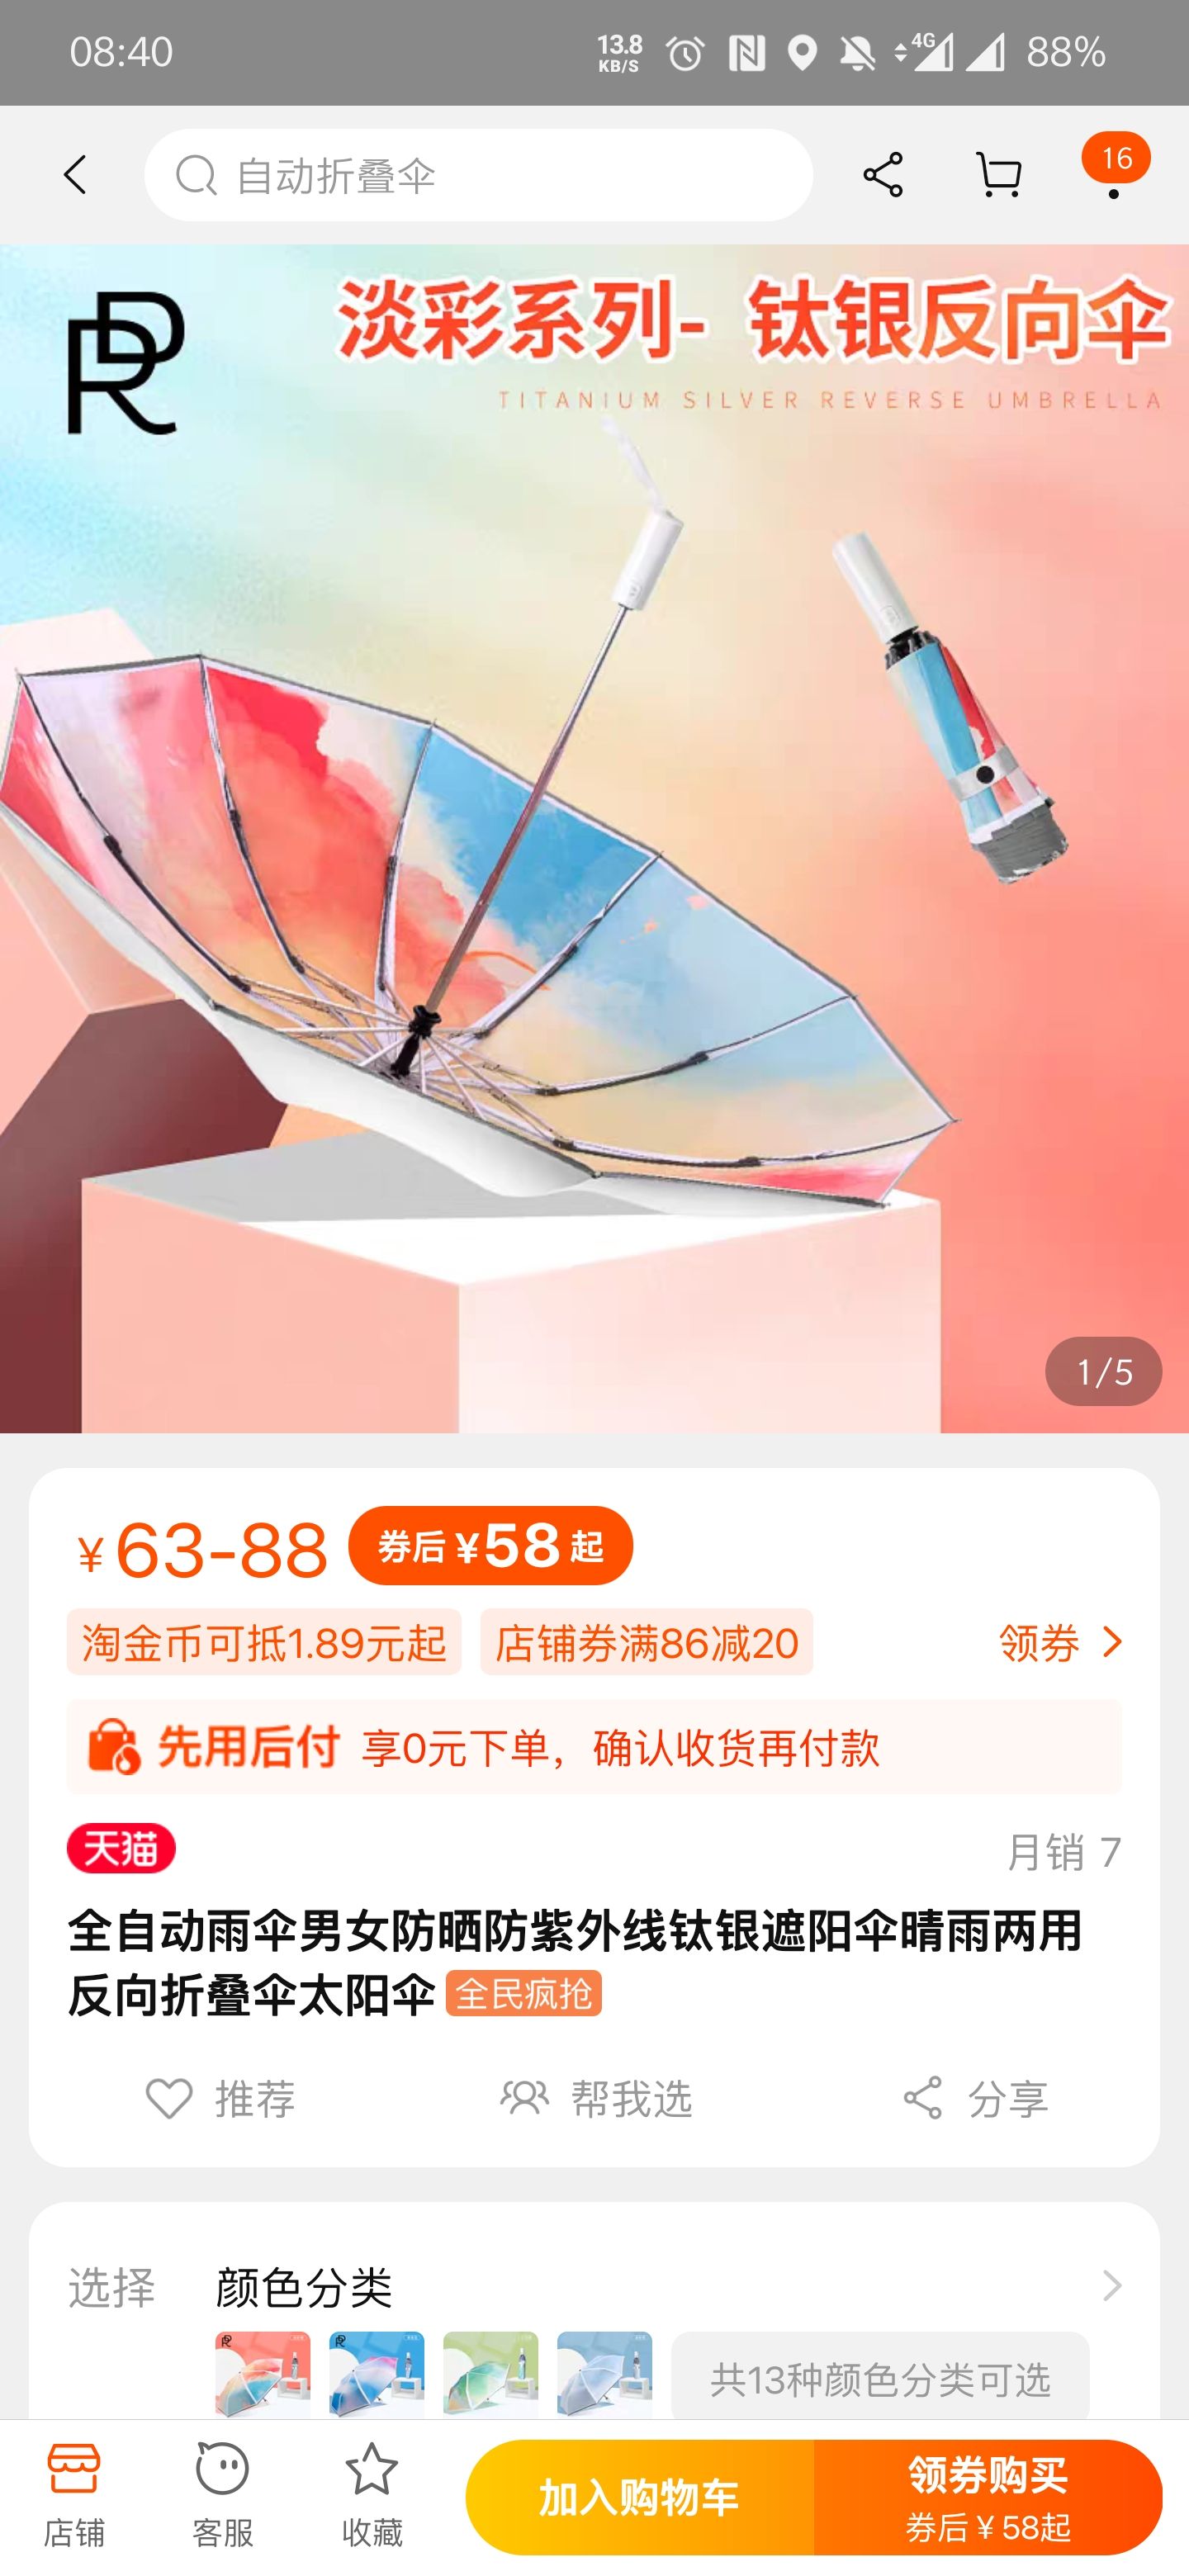 08:40
13.8
KB/S
4G
88%
自动折叠伞
16
PR
淡彩系列- 钛银反向伞
TITANIUM SILVER REVERSE UMBRELLA
1/5
¥63-88
券后¥58起
淘金币可抵1.89元起
店铺券满86减20
领券
先用后付 享0元下单，确认收货再付款
天猫
月销 7
全自动雨伞男女防晒防紫外线钛银遮阳伞晴雨两用
反向折叠伞太阳伞 全民疯抢
推荐
帮我选
分享
选择
颜色分类
共13种颜色分类可选
店铺
客服
收藏
加入购物车
领券购买
券后¥58起